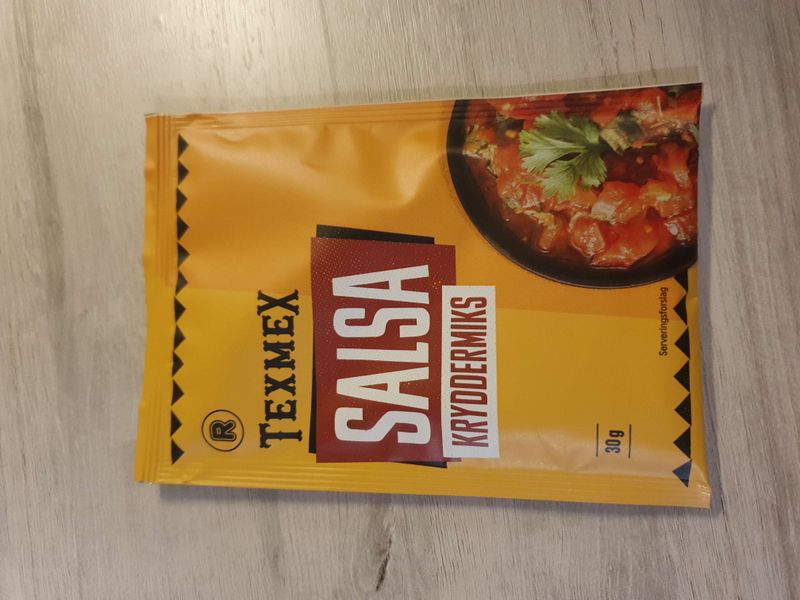 R
TEXMEX
SALSA
KRYDDERMIKS
30g
Serveringsforslag